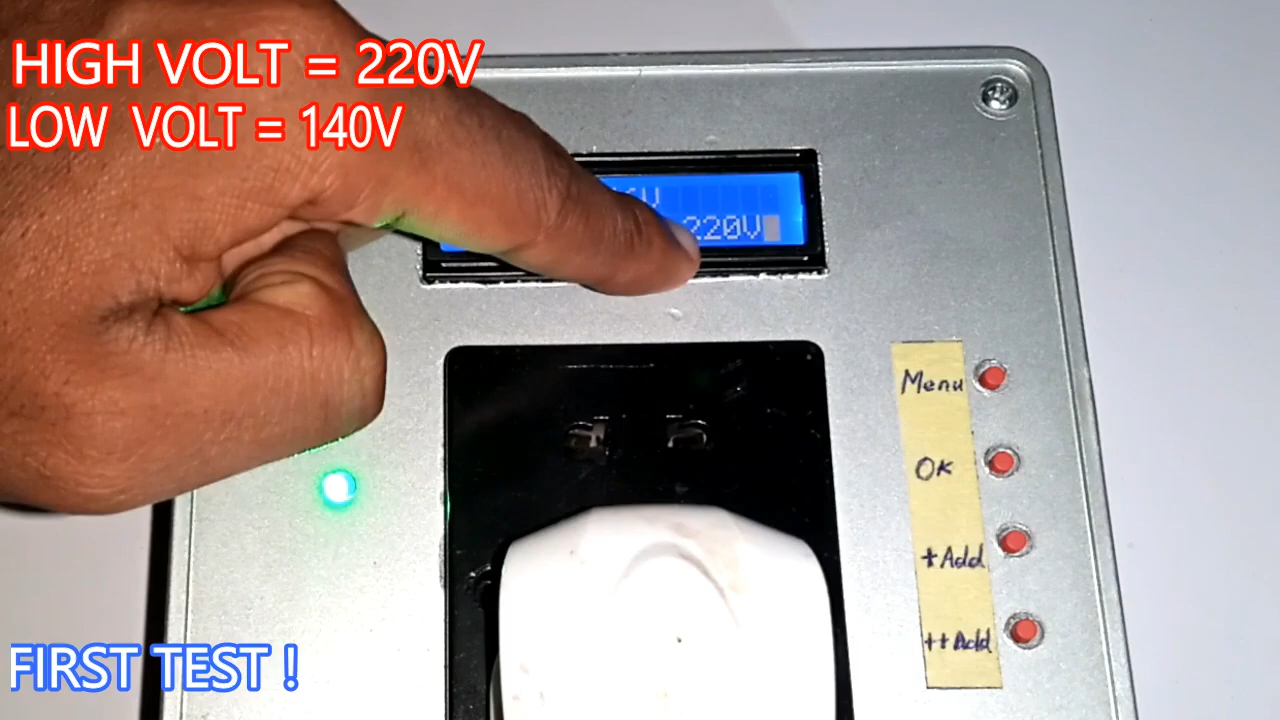 HIGH VOLT = 220V
LOW VOLT = 140V
220V
Menu
OK
+Add
++Add
FIRST TEST !